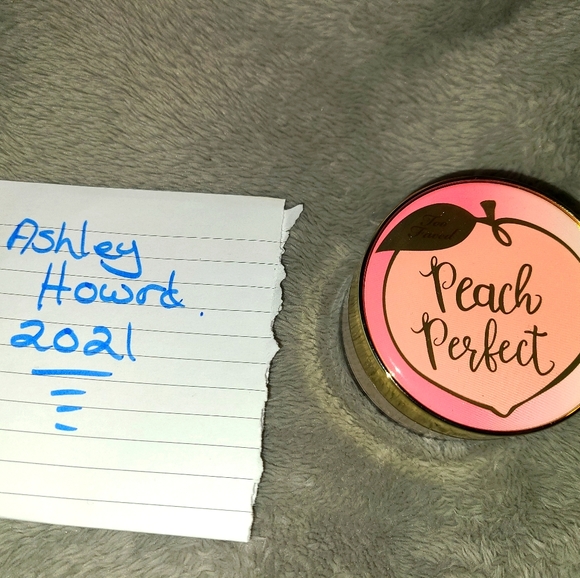 Ashley
Howrd.
2021
Too
Faced
Peach
Perfect